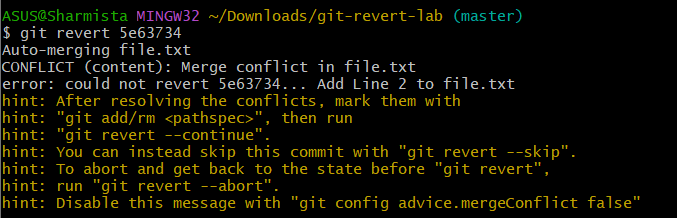 ASUS@Sharmista MINGW32 ~/Downloads/git-revert-lab (master)
$ git revert 5e63734
Auto-merging file.txt
CONFLICT (content): Merge conflict in file.txt
error: could not revert 5e63734... Add Line 2 to file.txt
hint: After resolving the conflicts, mark them with
hint: "git add/rm <pathspec>", then run
hint: "git revert --continue".
hint: You can instead skip this commit with "git revert --skip".
hint: To abort and get back to the state before "git revert",
hint: run "git revert --abort".
hint: Disable this message with "git config advice.mergeConflict false"